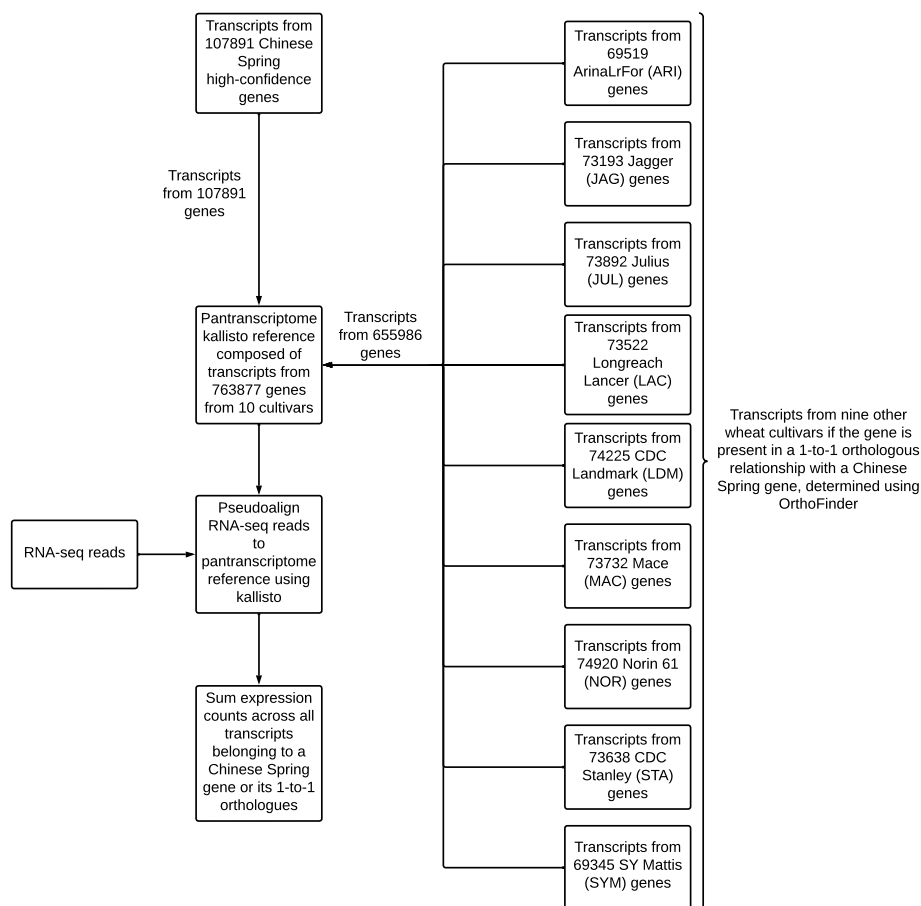 Transcripts from
107891 Chinese
Spring
high-confidence
genes
Transcripts
from 107891
genes
Pantranscriptome
kallisto reference
composed of
transcripts from
763877 genes
from 10 cultivars
Transcripts
from 655986
genes
RNA-seq reads
Pseudoalign
RNA-seq reads
to
pantranscriptome
reference using
kallisto
Sum expression
counts across all
transcripts
belonging to a
Chinese Spring
gene or its 1-to-1
orthologues
Transcripts from
69519
ArinaLrFor (ARI)
genes
Transcripts from
73193 Jagger
(JAG) genes
Transcripts from
73892 Julius
(JUL) genes
Transcripts from
73522
Longreach
Lancer (LAC)
genes
Transcripts from
74225 CDC
Landmark (LDM)
genes
Transcripts from
73732 Mace
(MAC) genes
Transcripts from
74920 Norin 61
(NOR) genes
Transcripts from
73638 CDC
Stanley (STA)
genes
Transcripts from
69345 SY Mattis
(SYM) genes
Transcripts from nine other
wheat cultivars if the gene is
present in a 1-to-1 orthologous
relationship with a Chinese
Spring gene, determined using
OrthoFinder